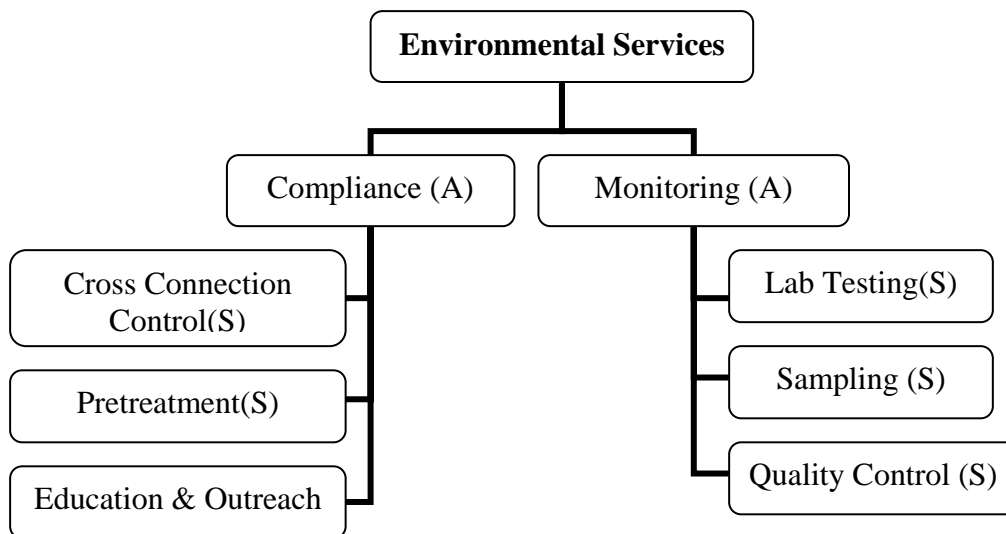 Environmental Services
Compliance (A)
Monitoring (A)
Cross Connection
Control(S)
Pretreatment(S)
Education & Outreach
Lab Testing(S)
Sampling (S)
Quality Control (S)